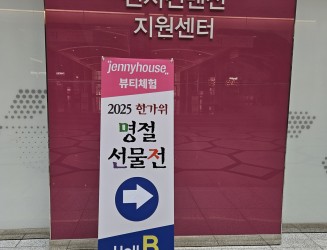 지원센터
"jennyhouse"
뷰티체험
2025 한가위
명절
선물전
B